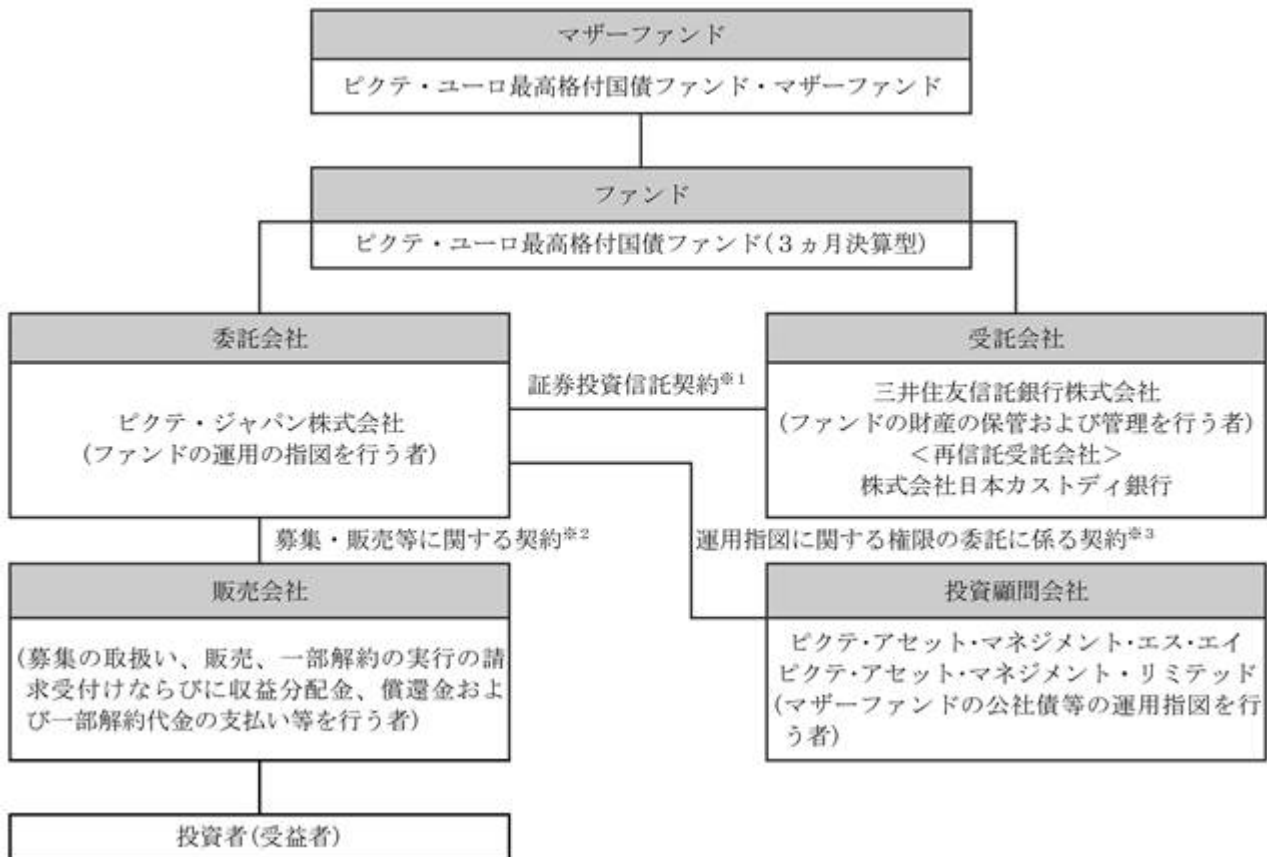 マザーファンド
ピクテ・ユーロ最高格付国債ファンド・マザーファンド
ファンド
ピクテ・ユーロ最高格付国債ファンド(3ヵ月決算型)
委託会社
ピクテ・ジャパン株式会社
(ファンドの運用の指図を行う者)
証券投資信託契約※1
受託会社
三井住友信託銀行株式会社
(ファンドの財産の保管および管理を行う者)
＜再信託受託会社＞
株式会社日本カストディ銀行
募集・販売等に関する契約※2
運用指図に関する権限の委託に係る契約※3
販売会社
(募集の取扱い、販売、一部解約の実行の請
求受付けならびに収益分配金、償還金およ
び一部解約代金の支払い等を行う者)
投資顧問会社
ピクテ・アセット・マネジメント・エス・エイ
ピクテ・アセット・マネジメント・リミテッド
(マザーファンドの公社債等の運用指図を行
う者)
投資者(受益者)